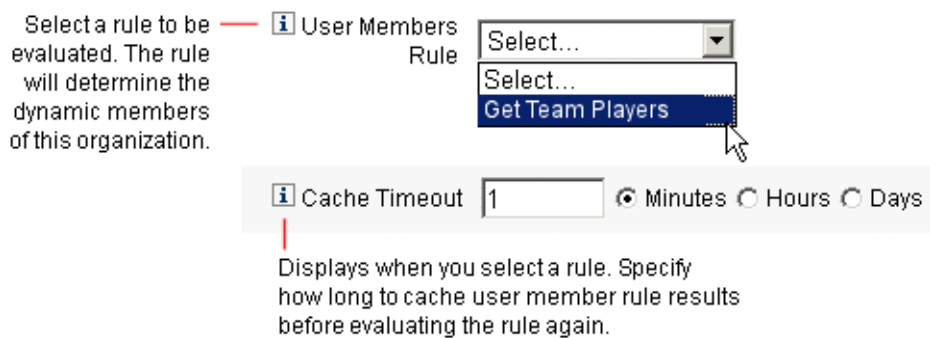 Select a rule to be
evaluated. The rule
will determine the
dynamic members
of this organization.
i User Members
Rule
Select...
Select...
Get Team Players
i Cache Timeout 1 Minutes Hours Days
Displays when you select a rule. Specify
how long to cache user member rule results
before evaluating the rule again.